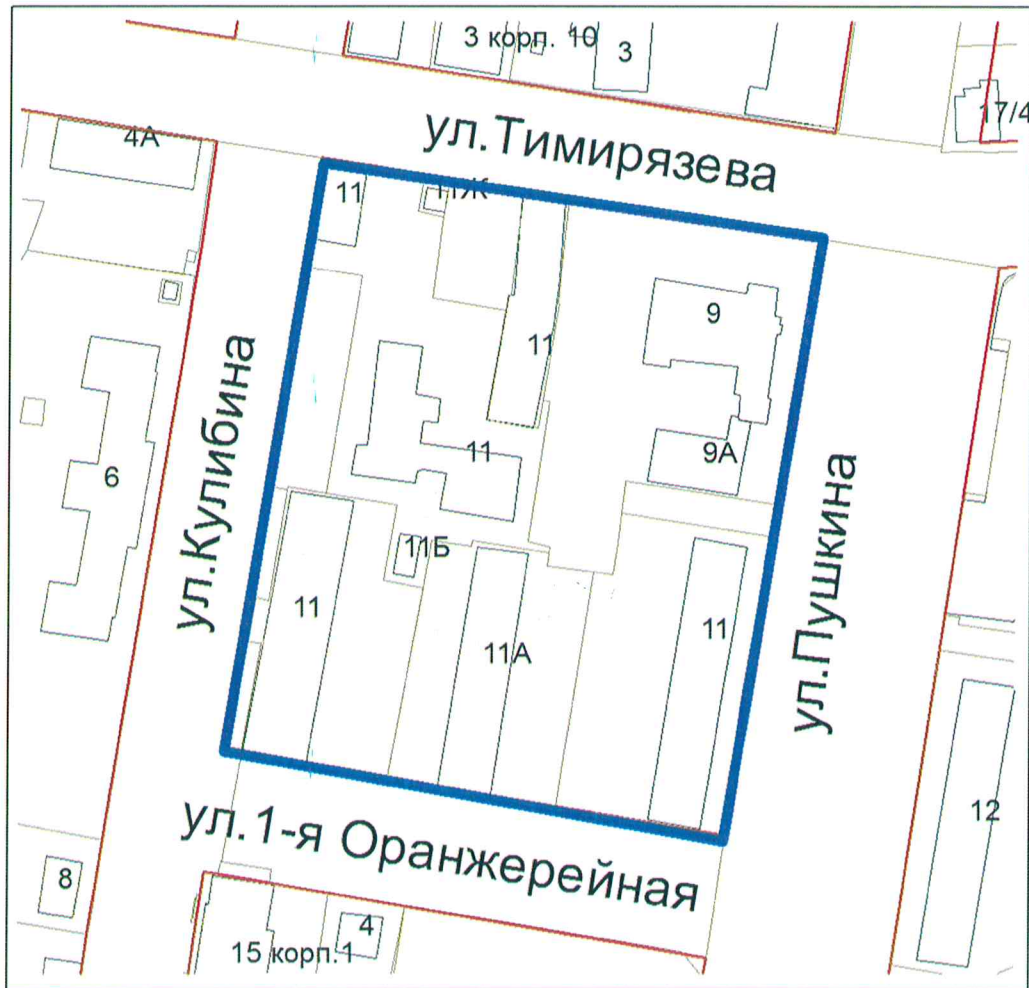 3 корп. 10
3
17/4
4А
ул.Тимирязева
11
11Ж
9
11
ул.Кулибина
6
11
9А
ул.Пушкина
11Б
11
11А
11
12
ул.1-я Оранжерейная
8
4
15 корп.1